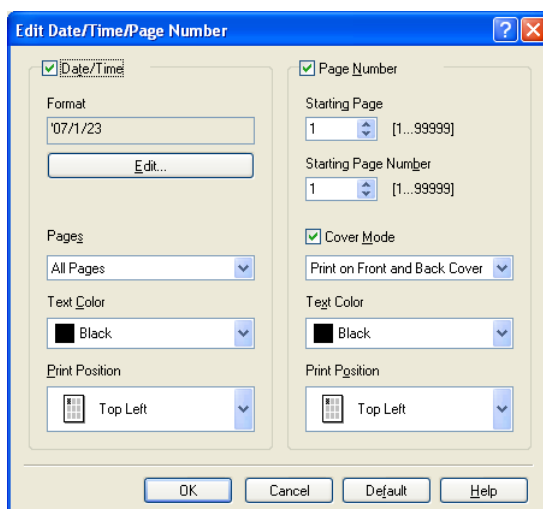 Edit Date/Time/Page Number
Date/Time
Format
'07/1/23
Edit...
Pages
All Pages
Text Color
Black
Print Position
Top Left
Page Number
Starting Page
1 [1...99999]
Starting Page Number
1 [1...99999]
Cover Mode
Print on Front and Back Cover
Text Color
Black
Print Position
Top Left
OK Cancel Default Help